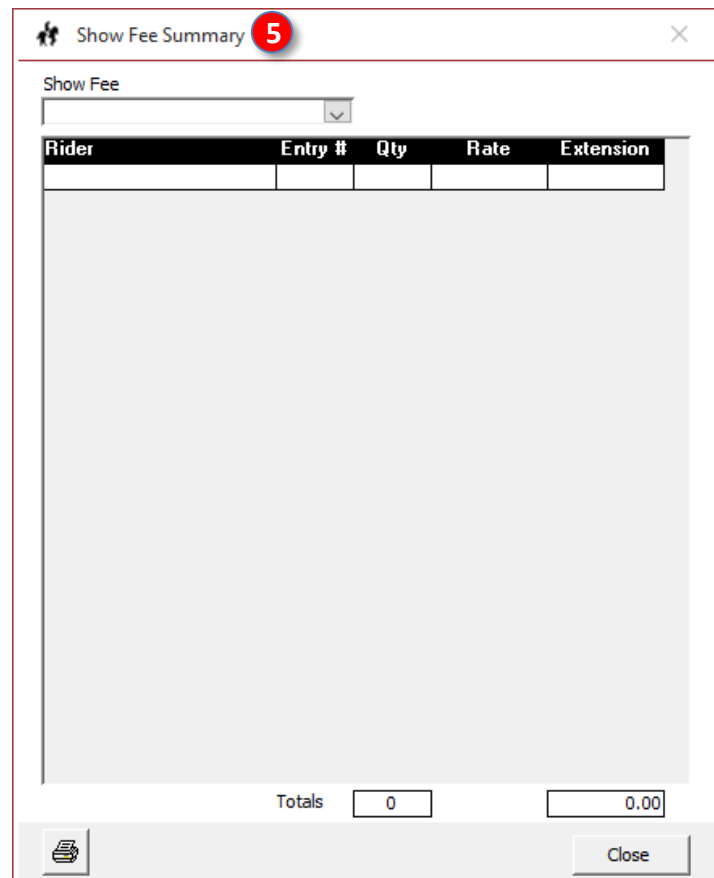 Show Fee Summary 5
Show Fee
Rider Entry # Qty Rate Extension
Totals 0 0.00
Close